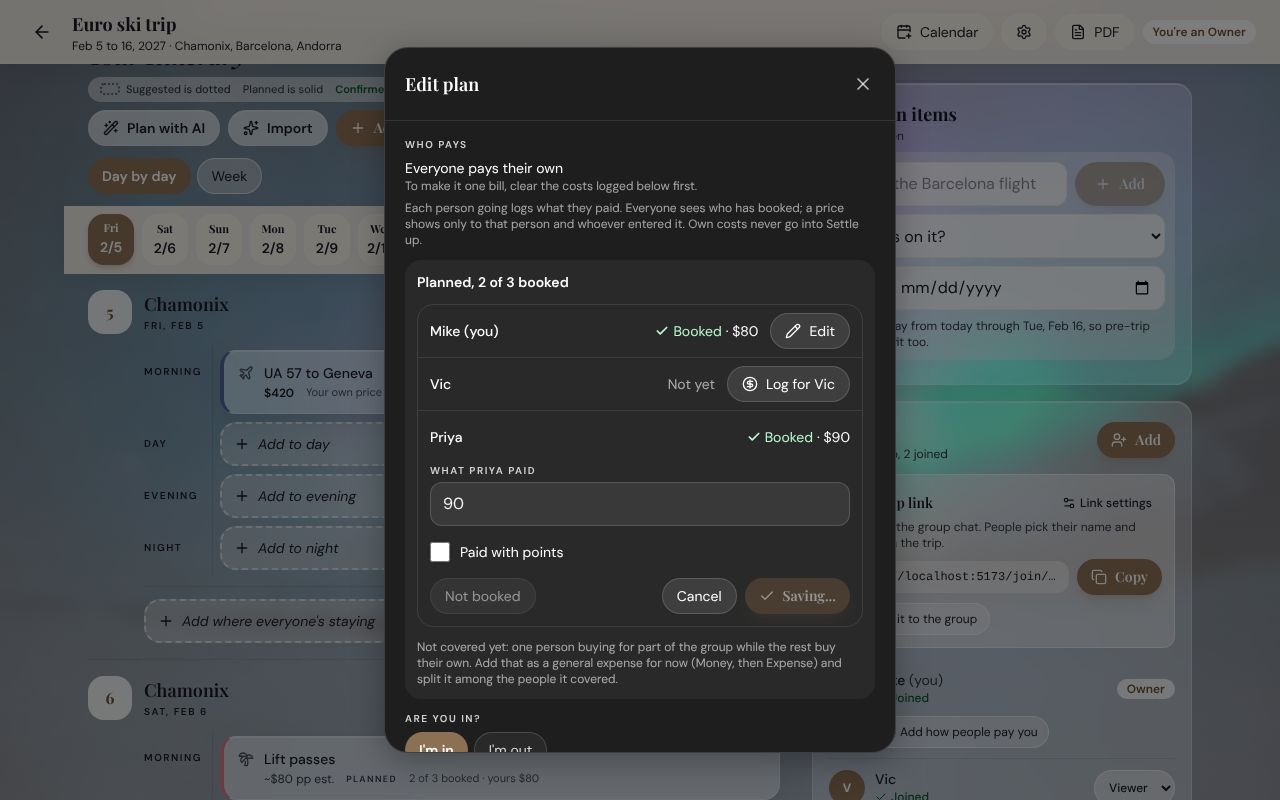 Euro ski trip
Feb 5 to 16, 2027 · Chamonix, Barcelona, Andorra
Calendar
PDF
You're an Owner
Suggested is dotted Planned is solid Confirme
Plan with AI
Import
Day by day
Week
Fri
2/5
Sat
2/6
Sun
2/7
Mon
2/8
Tue
2/9
5
Chamonix
FRI, FEB 5
MORNING
UA 57 to Geneva
$420 Your own price
DAY
Add to day
EVENING
Add to evening
NIGHT
Add to night
Add where everyone's staying
6
Chamonix
SAT, FEB 6
MORNING
Lift passes
~$80 pp est. PLANNED 2 of 3 booked · yours $80
Edit plan
WHO PAYS
Everyone pays their own
To make it one bill, clear the costs logged below first.
Each person going logs what they paid. Everyone sees who has booked; a price
shows only to that person and whoever entered it. Own costs never go into Settle
up.
Planned, 2 of 3 booked
Mike (you)
Booked · $80
Edit
Vic
Not yet
Log for Vic
Priya
Booked · $90
WHAT PRIYA PAID
90
Paid with points
Not booked
Cancel
Saving...
Not covered yet: one person buying for part of the group while the rest buy
their own. Add that as a general expense for now (Money, then Expense) and
split it among the people it covered.
ARE YOU IN?
I'm in
I'm out
n items
the Barcelona flight
Add
s on it?
mm/dd/yyyy
ay from today through Tue, Feb 16, so pre-trip
it too.
Add
, 2 joined
p link
Link settings
the group chat. People pick their name and
the trip.
/localhost:5173/join/…
Copy
it to the group
ke (you)
Joined
Owner
Add how people pay you
V
Vic
Joined
Viewer